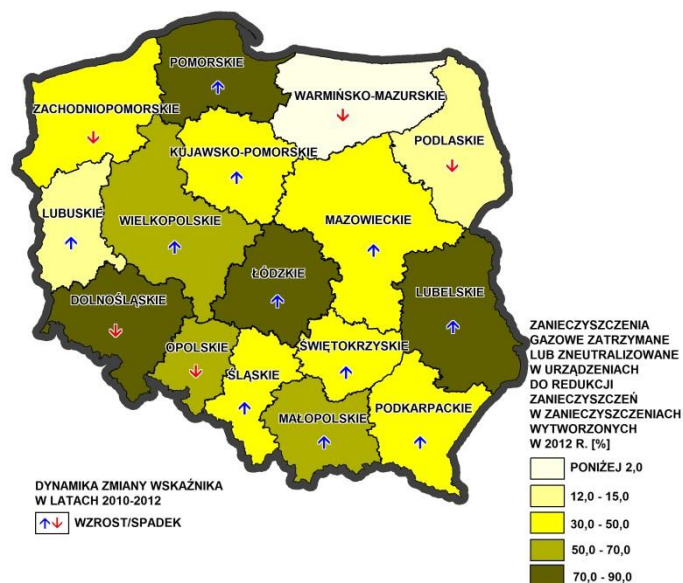 POMORSKIE
WARMIŃSKO-MAZURSKIE
ZACHODNIOPOMORSKIE
PODLASKIE
KUJAWSKO-POMORSKIE
LUBUSKIE
WIELKOPOLSKIE
MAZOWIECKIE
ŁÓDZKIE
LUBELSKIE
DOLNOŚLĄSKIE
OPOLSKIE
ŚWIĘTOKRZYSKIE
ŚLĄSKIE
MAŁOPOLSKIE
PODKARPACKIE
DYNAMIKA ZMIANY WSKAŹNIKA
W LATACH 2010-2012
WZROST/SPADEK
ZANIECZYSZCZENIA
GAZOWE ZATRZYMANE
LUB ZNEUTRALIZOWANE
W URZĄDZENIACH
DO REDUKCJI
ZANIECZYSZCZEŃ
W ZANIECZYSZCZENIACH
WYTWORZONYCH
W 2012 R. [%]
PONIŻEJ 2,0
12,0 - 15,0
30,0 - 50,0
50,0 - 70,0
70,0 - 90,0